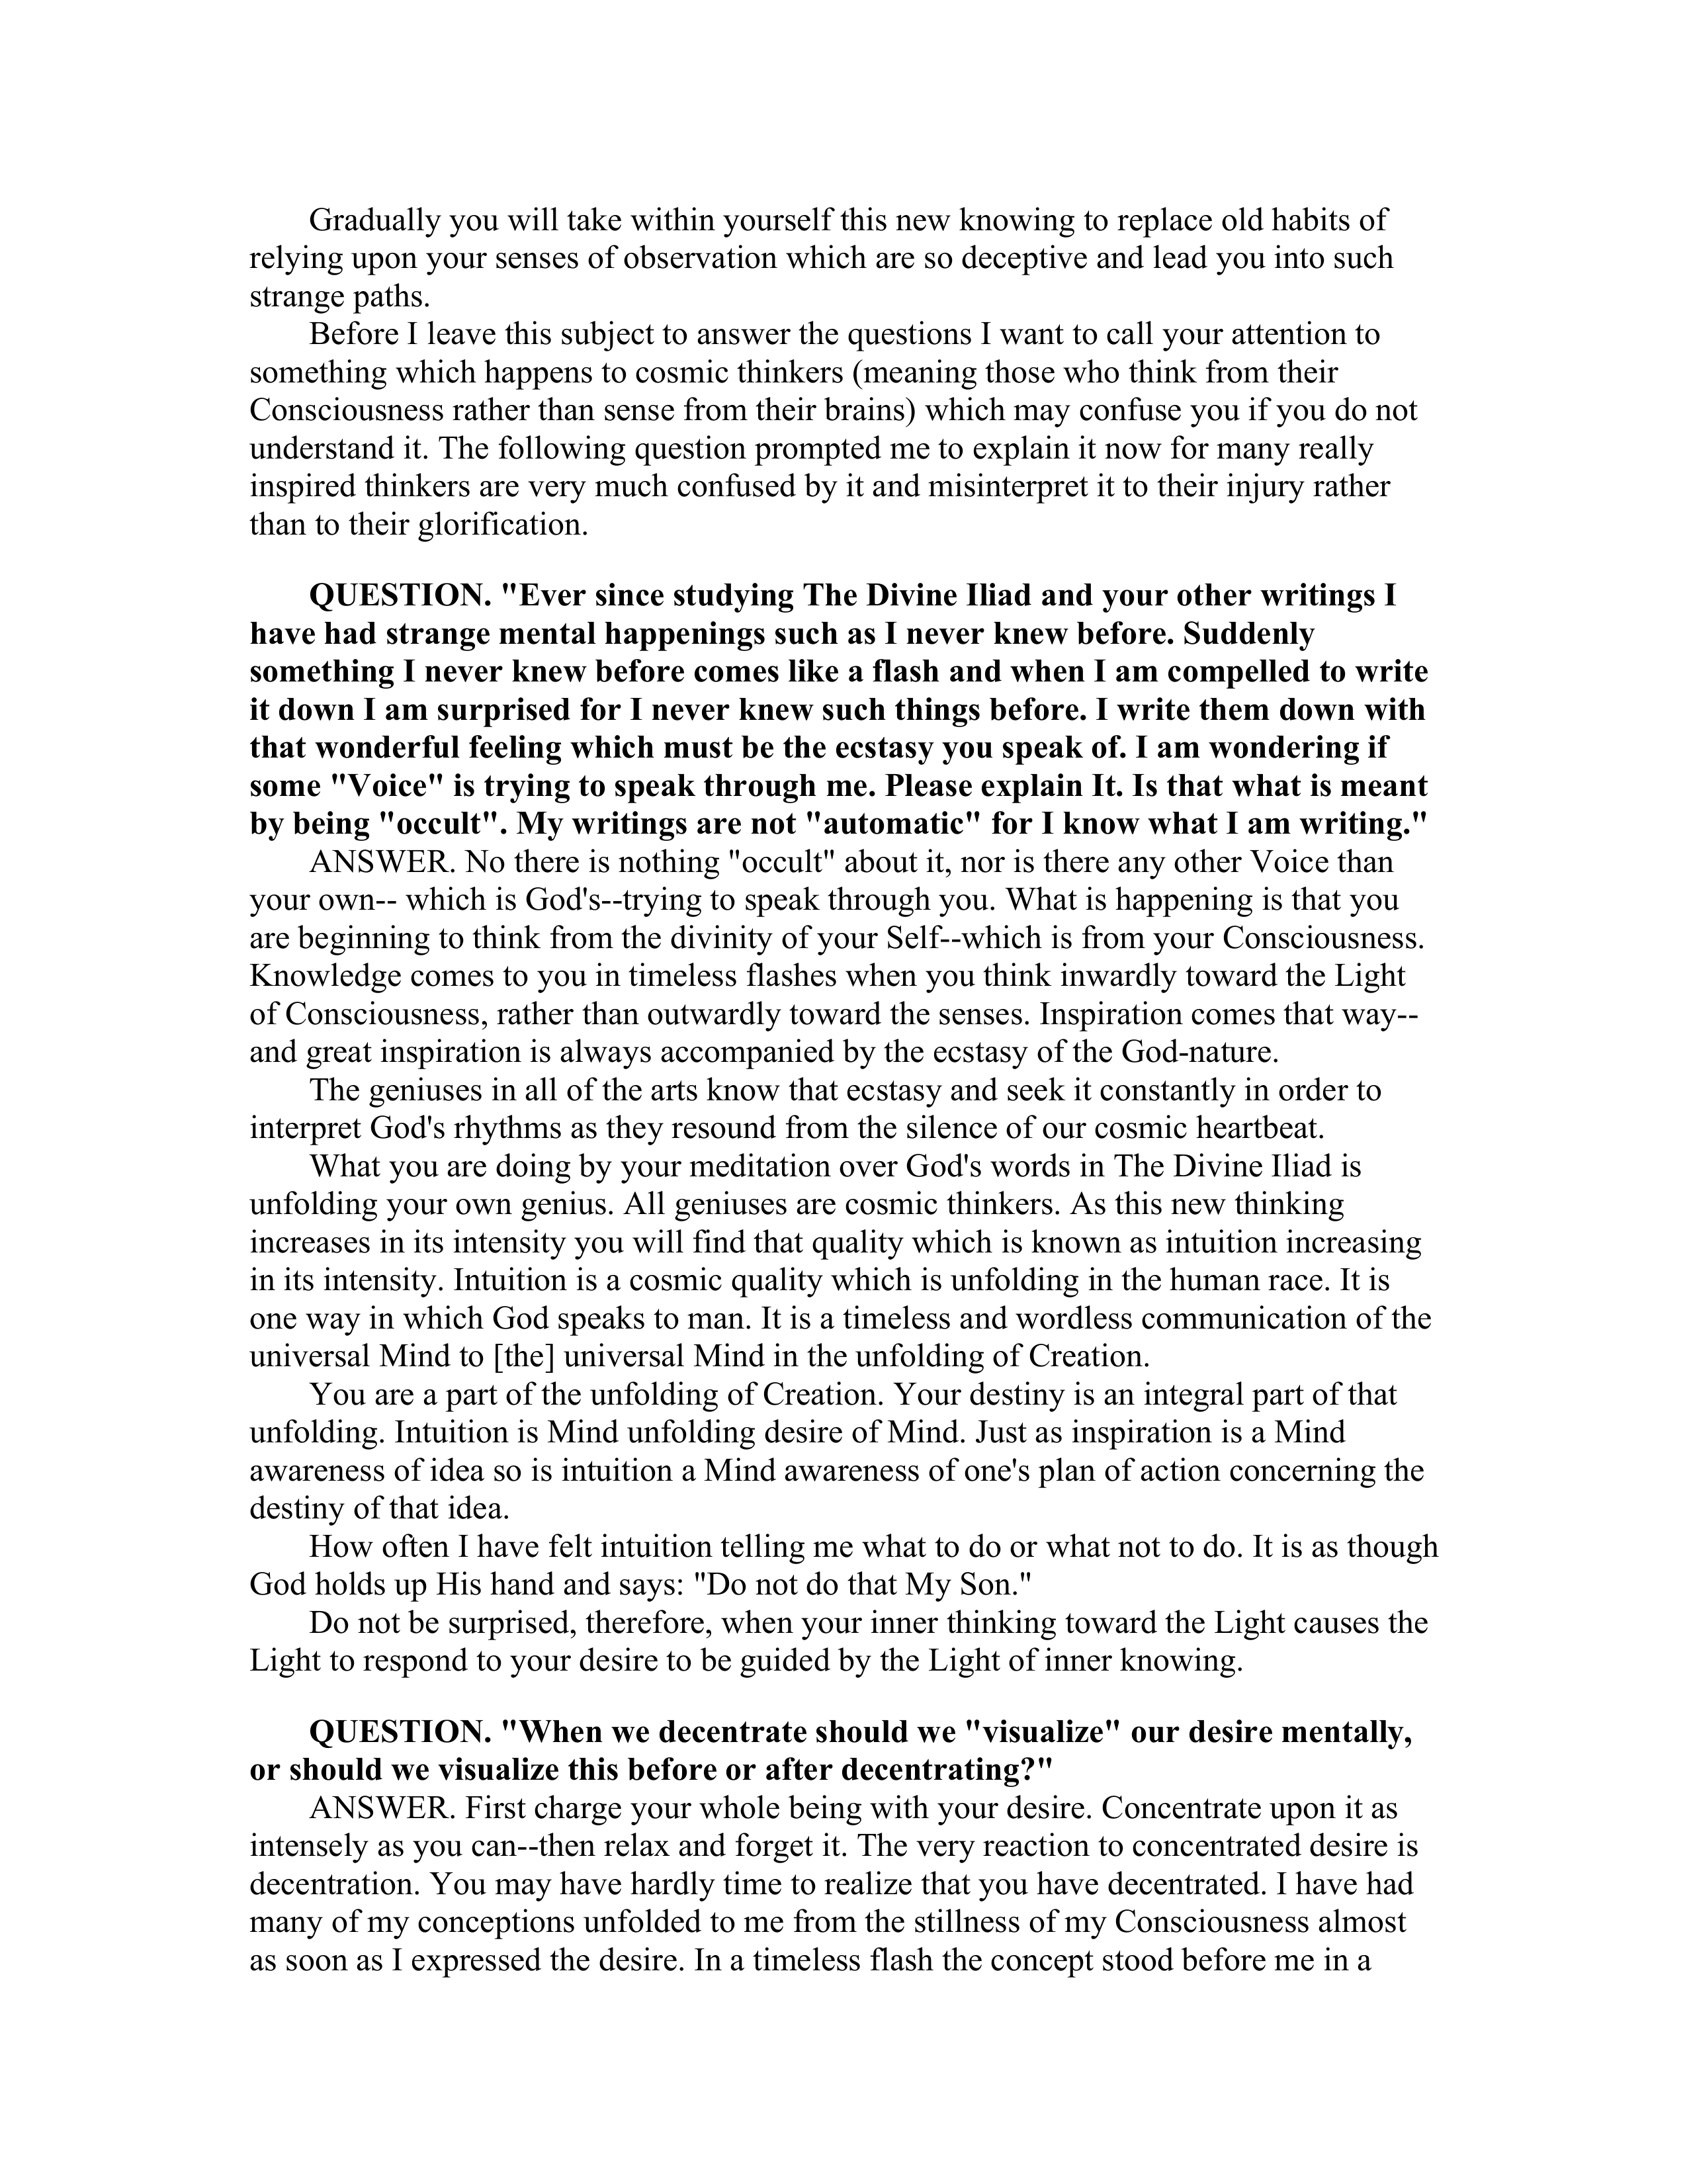 Gradually you will take within yourself this new knowing to replace old habits of
relying upon your senses of observation which are so deceptive and lead you into such
strange paths.
Before I leave this subject to answer the questions I want to call your attention to
something which happens to cosmic thinkers (meaning those who think from their
Consciousness rather than sense from their brains) which may confuse you if you do not
understand it. The following question prompted me to explain it now for many really
inspired thinkers are very much confused by it and misinterpret it to their injury rather
than to their glorification.
QUESTION. "Ever since studying The Divine Iliad and your other writings I
have had strange mental happenings such as I never knew before. Suddenly
something I never knew before comes like a flash and when I am compelled to write
it down I am surprised for I never knew such things before. I write them down with
that wonderful feeling which must be the ecstasy you speak of. I am wondering if
some "Voice" is trying to speak through me. Please explain It. Is that what is meant
by being "occult". My writings are not "automatic" for I know what I am writing."
ANSWER. No there is nothing "occult" about it, nor is there any other Voice than
your own-- which is God's--trying to speak through you. What is happening is that you
are beginning to think from the divinity of your Self--which is from your Consciousness.
Knowledge comes to you in timeless flashes when you think inwardly toward the Light
of Consciousness, rather than outwardly toward the senses. Inspiration comes that way--
and great inspiration is always accompanied by the ecstasy of the God-nature.
The geniuses in all of the arts know that ecstasy and seek it constantly in order to
interpret God's rhythms as they resound from the silence of our cosmic heartbeat.
What you are doing by your meditation over God's words in The Divine Iliad is
unfolding your own genius. All geniuses are cosmic thinkers. As this new thinking
increases in its intensity you will find that quality which is known as intuition increasing
in its intensity. Intuition is a cosmic quality which is unfolding in the human race. It is
one way in which God speaks to man. It is a timeless and wordless communication of the
universal Mind to [the] universal Mind in the unfolding of Creation.
You are a part of the unfolding of Creation. Your destiny is an integral part of that
unfolding. Intuition is Mind unfolding desire of Mind. Just as inspiration is a Mind
awareness of idea so is intuition a Mind awareness of one's plan of action concerning the
destiny of that idea.
How often I have felt intuition telling me what to do or what not to do. It is as though
God holds up His hand and says: "Do not do that My Son."
Do not be surprised, therefore, when your inner thinking toward the Light causes the
Light to respond to your desire to be guided by the Light of inner knowing.
QUESTION. "When we decentrate should we "visualize" our desire mentally,
or should we visualize this before or after decentrating?"
ANSWER. First charge your whole being with your desire. Concentrate upon it as
intensely as you can--then relax and forget it. The very reaction to concentrated desire is
decentration. You may have hardly time to realize that you have decentrated. I have had
many of my conceptions unfolded to me from the stillness of my Consciousness almost
as soon as I expressed the desire. In a timeless flash the concept stood before me in a